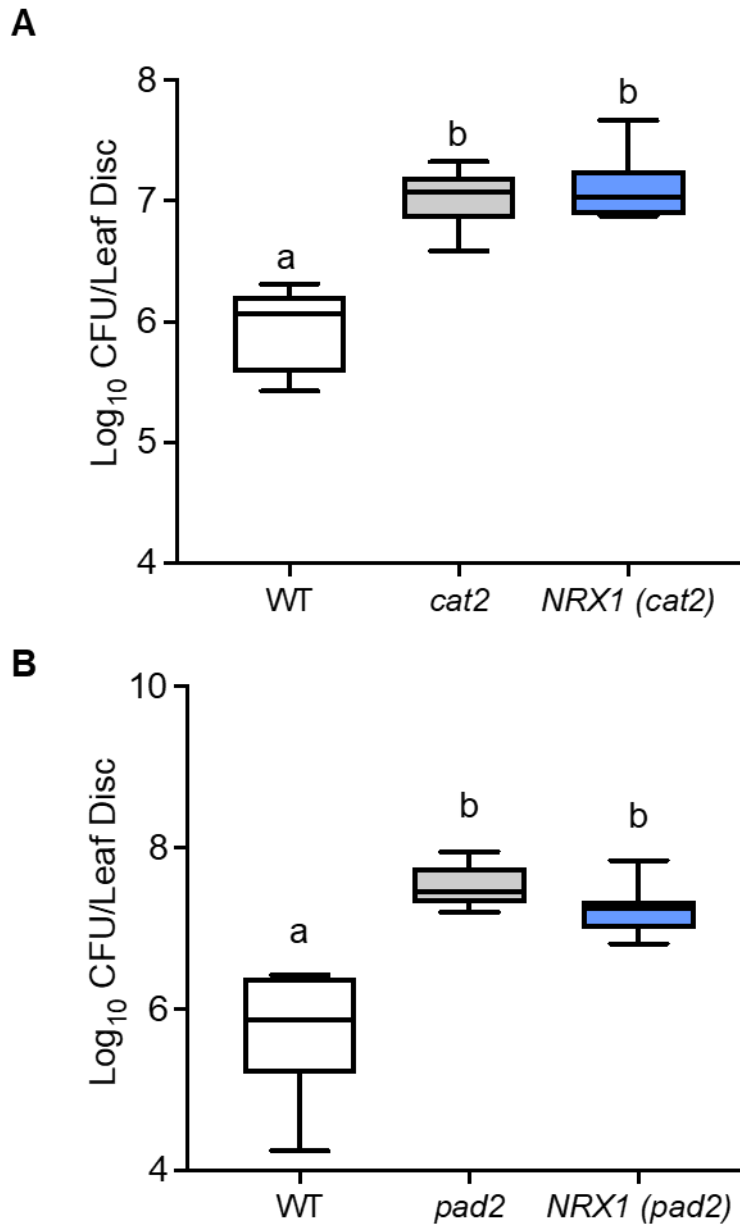 A
Log₁₀ CFU/Leaf Disc
8
7
6
5
4
a
b
b
WT
cat2
NRX1 (cat2)
B
Log₁₀ CFU/Leaf Disc
10
8
6
4
a
b
b
WT
pad2
NRX1 (pad2)